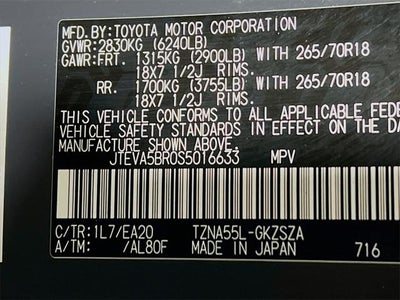 MFD.BY:TOYOTA MOTOR CORPORATION
GVWR:2830KG (6240LB)
GAWR:FRT. 1315KG (2900LB) WITH 265/70R18
18X7 1/2J RIMS.
RR. 1700KG (3755LB) WITH 265/70R18
18X7 1/2J RIMS.
THIS VEHICLE CONFORMS TO ALL APPLICABLE FEDE
VEHICLE SAFETY STANDARDS IN EFFECT ON THE
MANUFACTURE SHOWN ABOVE.
JTEVA5BR0S5016633 MPV
C/TR:1L7/EA20 TZNA55L-GKZSZA
A/TM: /AL80F MADE IN JAPAN 716